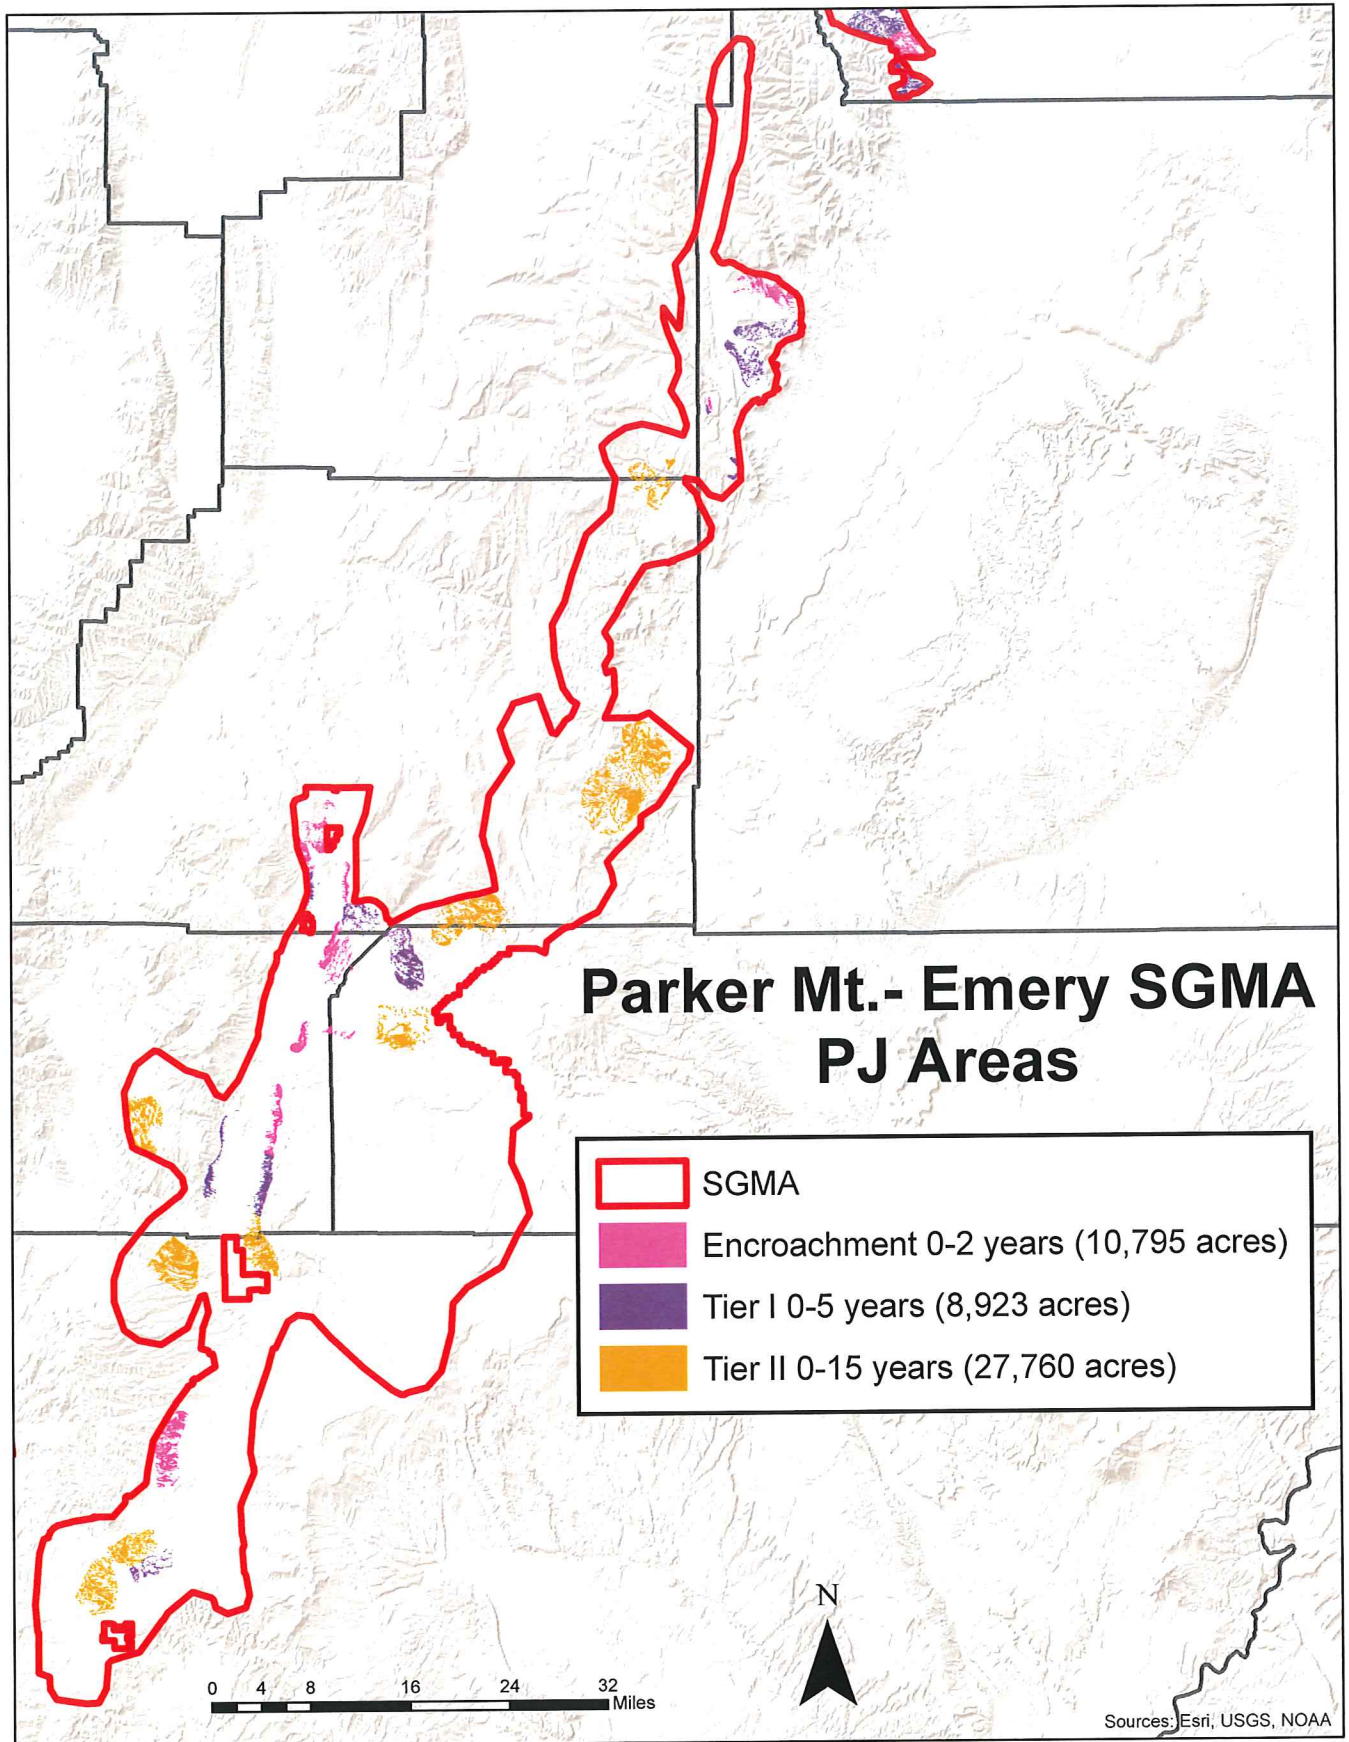 Parker Mt.- Emery SGMA
PJ Areas
SGMA
Encroachment 0-2 years (10,795 acres)
Tier I 0-5 years (8,923 acres)
Tier II 0-15 years (27,760 acres)
N
0 4 8 16 24 32
Miles
Sources: Esri, USGS, NOAA